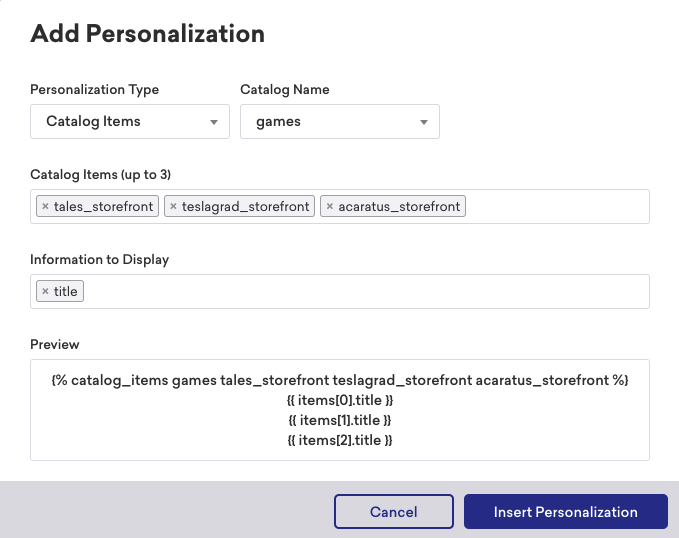 Add Personalization
Personalization Type Catalog Name
Catalog Items games
Catalog Items (up to 3)
× tales_storefront × teslagrad_storefront × acaratus_storefront
Information to Display
× title
Preview
{% catalog_items games tales_storefront teslagrad_storefront acaratus_storefront %}
{{ items[0].title }}
{{ items[1].title }}
{{ items[2].title }}
Cancel Insert Personalization